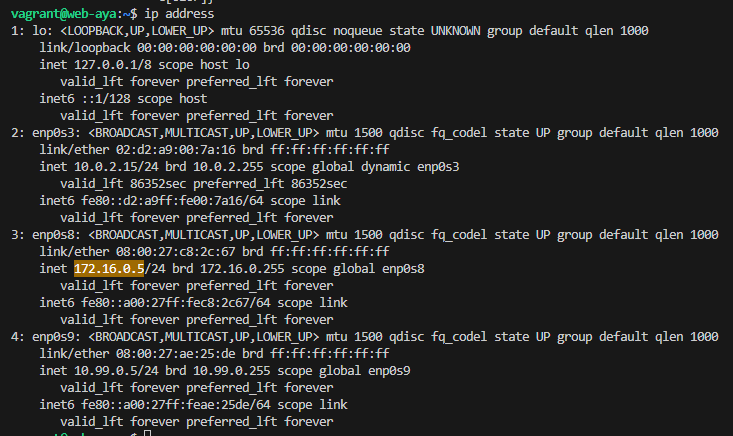 vagrant@web-aya:~$ ip address
1: lo: <LOOPBACK,UP,LOWER_UP> mtu 65536 qdisc noqueue state UNKNOWN group default qlen 1000
    link/loopback 00:00:00:00:00:00 brd 00:00:00:00:00:00
    inet 127.0.0.1/8 scope host lo
       valid_lft forever preferred_lft forever
    inet6 ::1/128 scope host
       valid_lft forever preferred_lft forever
2: enp0s3: <BROADCAST,MULTICAST,UP,LOWER_UP> mtu 1500 qdisc fq_codel state UP group default qlen 1000
    link/ether 02:d2:a9:00:7a:16 brd ff:ff:ff:ff:ff:ff
    inet 10.0.2.15/24 brd 10.0.2.255 scope global dynamic enp0s3
       valid_lft 86352sec preferred_lft 86352sec
    inet6 fe80::d2:a9ff:fe00:7a16/64 scope link
       valid_lft forever preferred_lft forever
3: enp0s8: <BROADCAST,MULTICAST,UP,LOWER_UP> mtu 1500 qdisc fq_codel state UP group default qlen 1000
    link/ether 08:00:27:c8:2c:67 brd ff:ff:ff:ff:ff:ff
    inet 172.16.0.5/24 brd 172.16.0.255 scope global enp0s8
       valid_lft forever preferred_lft forever
    inet6 fe80::a00:27ff:fec8:2c67/64 scope link
       valid_lft forever preferred_lft forever
4: enp0s9: <BROADCAST,MULTICAST,UP,LOWER_UP> mtu 1500 qdisc fq_codel state UP group default qlen 1000
    link/ether 08:00:27:ae:25:de brd ff:ff:ff:ff:ff:ff
    inet 10.99.0.5/24 brd 10.99.0.255 scope global enp0s9
       valid_lft forever preferred_lft forever
    inet6 fe80::a00:27ff:feae:25de/64 scope link
       valid_lft forever preferred_lft forever